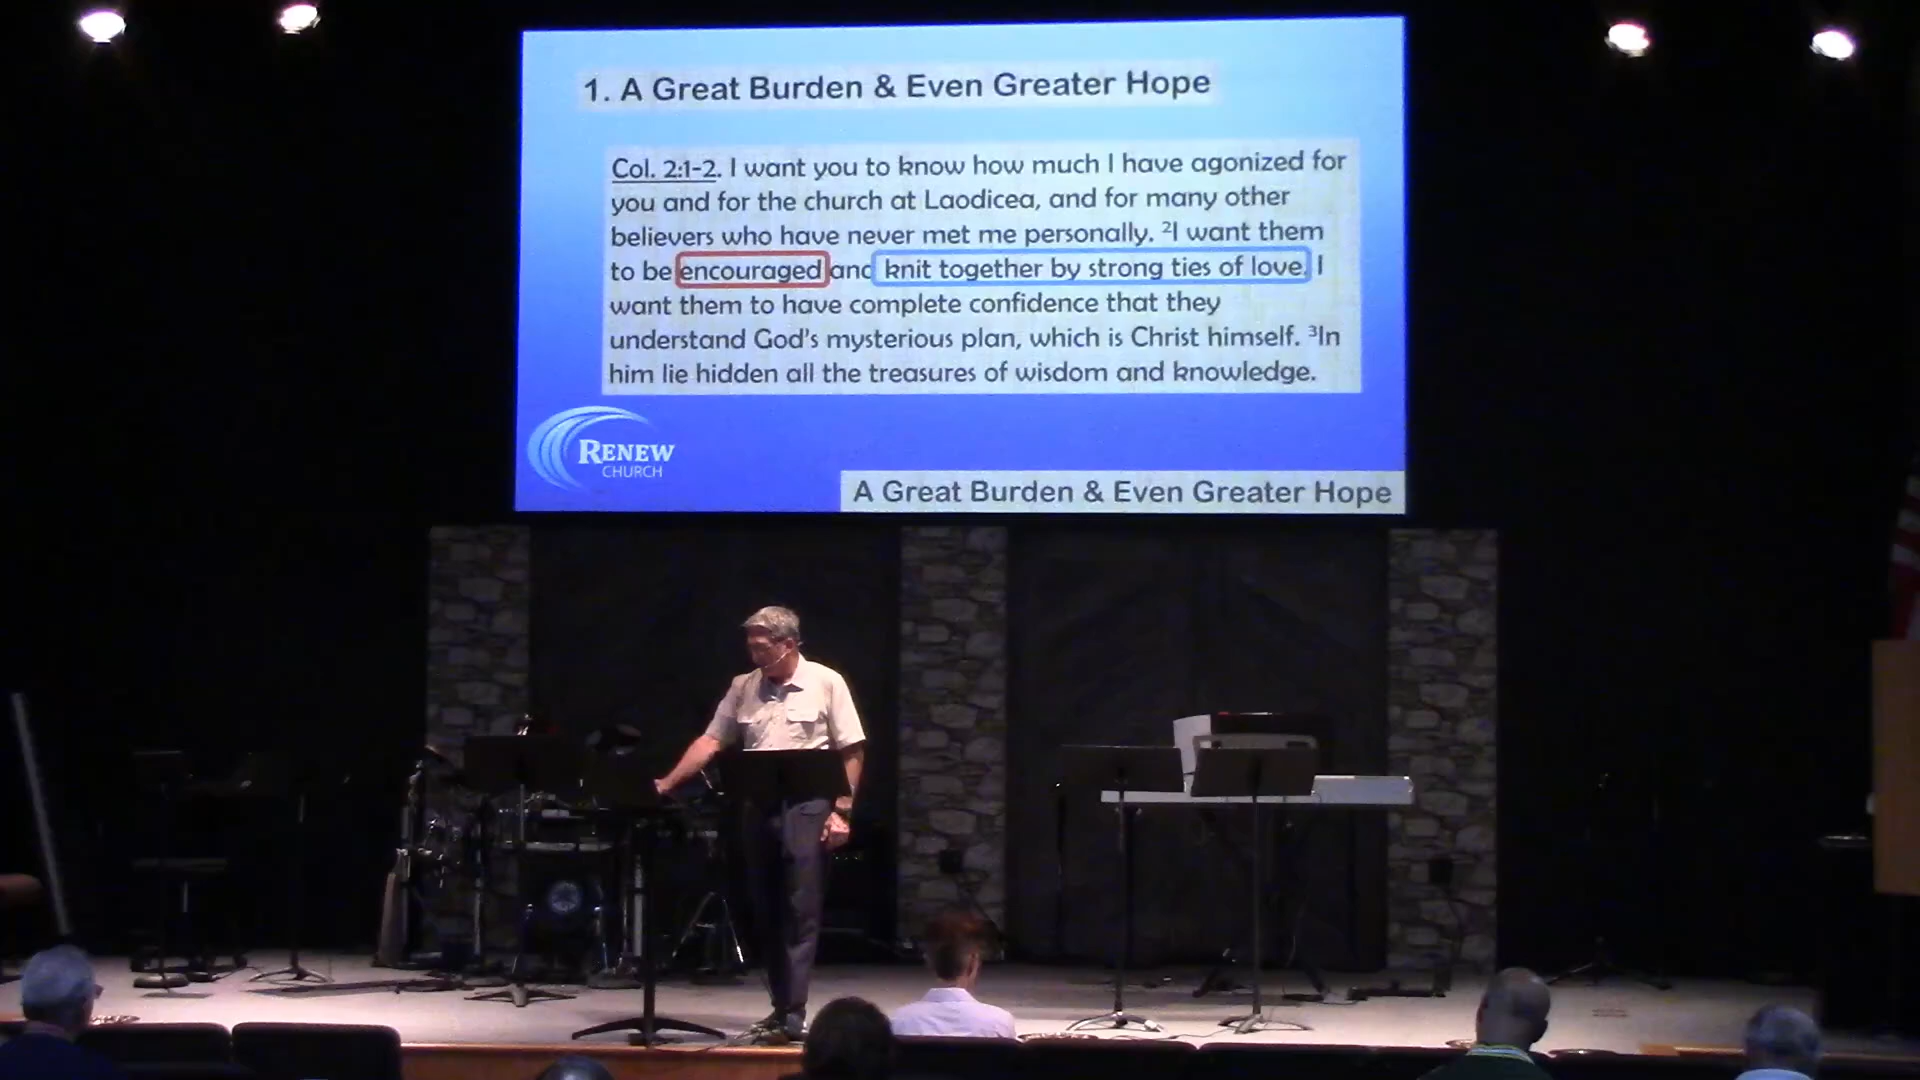 1. A Great Burden & Even Greater Hope
Col. 2:1-2. I want you to know how much I have agonized for
you and for the church at Laodicea, and for many other
believers who have never met me personally. ²I want them
to be encouraged and knit together by strong ties of love. I
want them to have complete confidence that they
understand God's mysterious plan, which is Christ himself. ³In
him lie hidden all the treasures of wisdom and knowledge.
RENEW
CHURCH
A Great Burden & Even Greater Hope